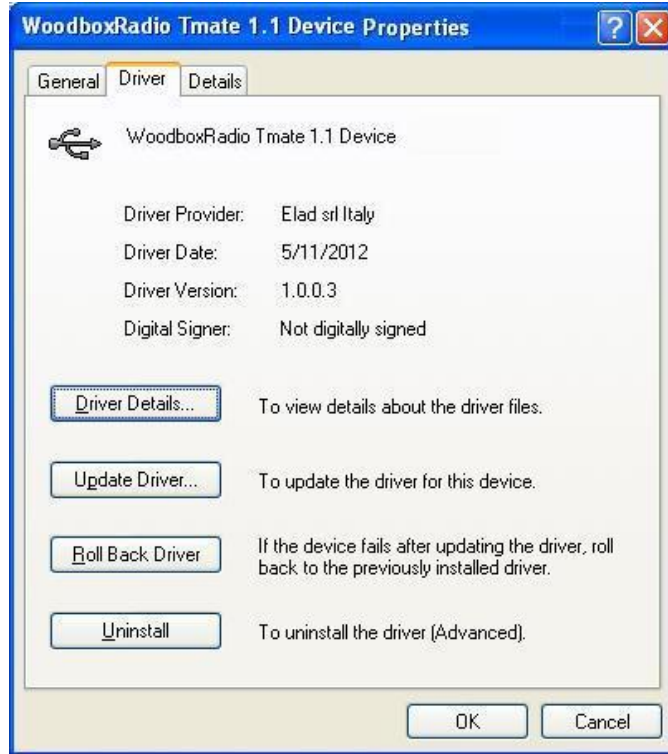 WoodboxRadio Tmate 1.1 Device Properties
General Driver Details
WoodboxRadio Tmate 1.1 Device
Driver Provider: Elad srl Italy
Driver Date: 5/11/2012
Driver Version: 1.0.0.3
Digital Signer: Not digitally signed
Driver Details... To view details about the driver files.
Update Driver... To update the driver for this device.
Roll Back Driver If the device fails after updating the driver, roll
back to the previously installed driver.
Uninstall To uninstall the driver (Advanced).
OK Cancel